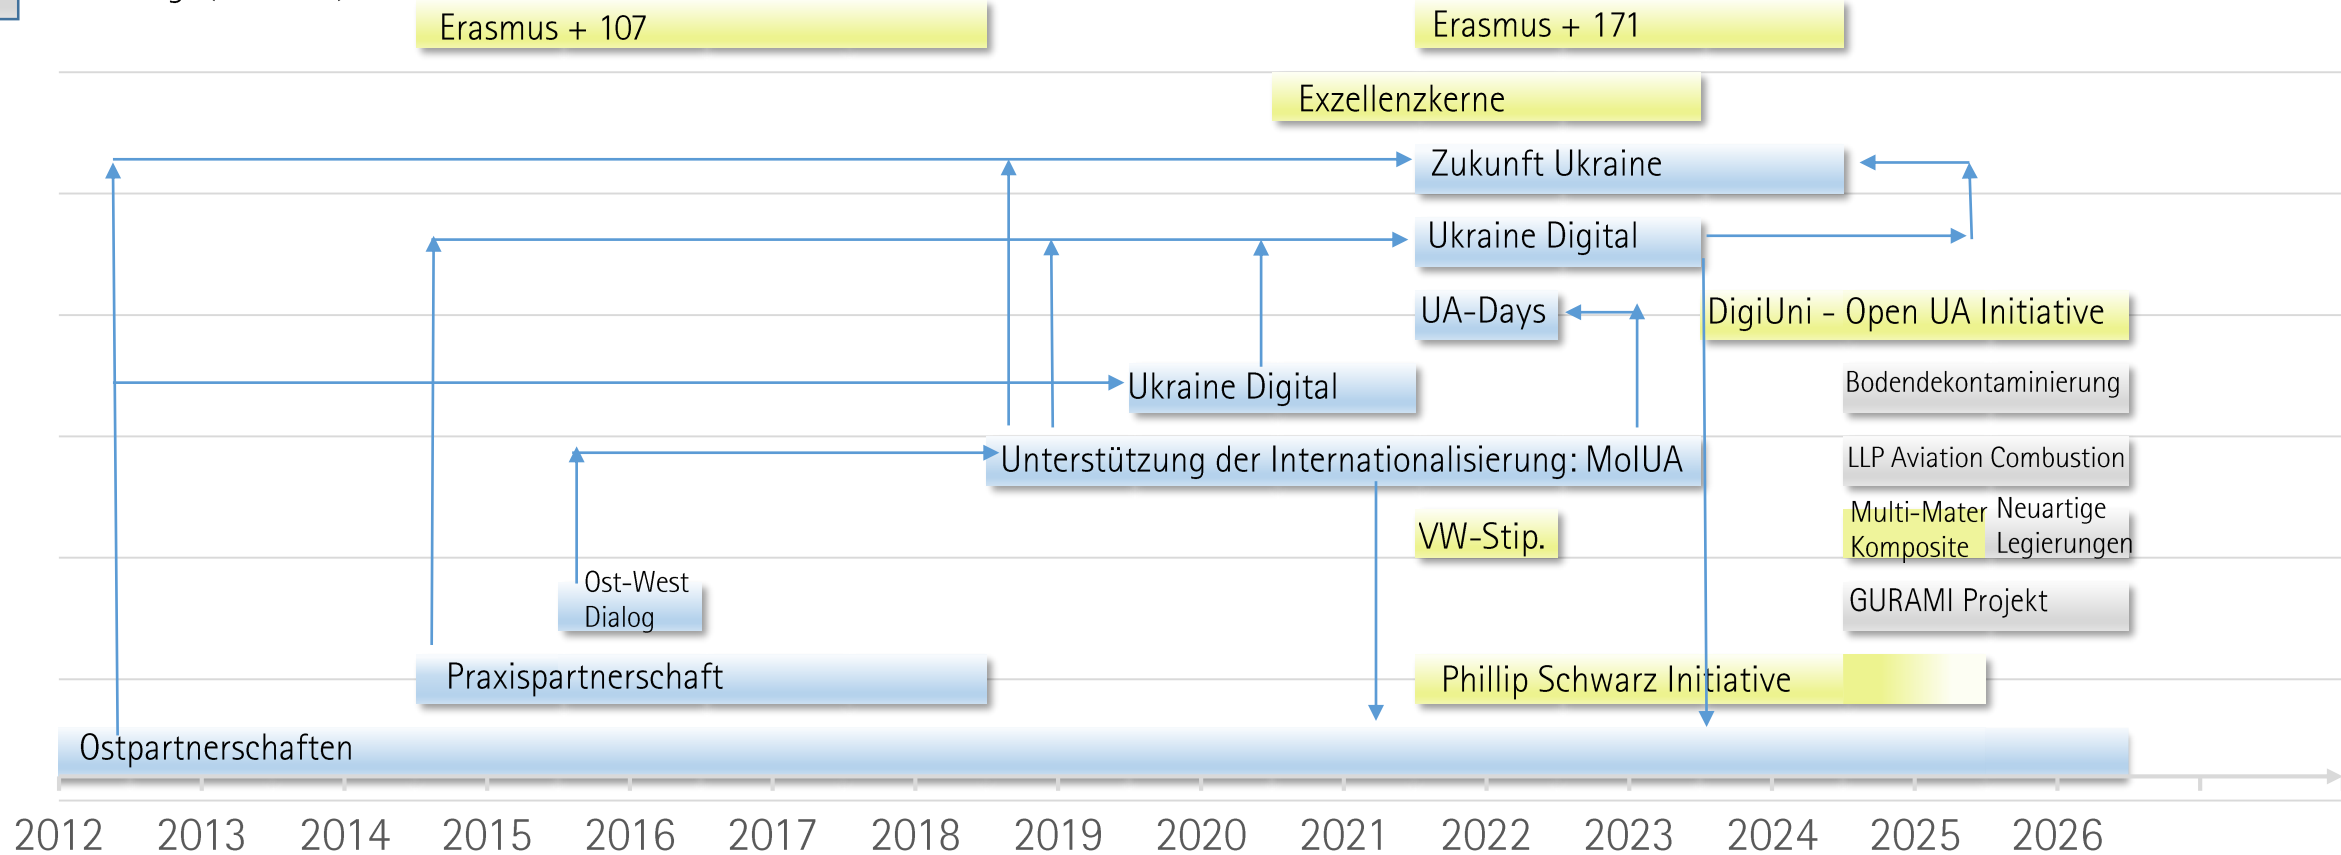 Erasmus + 107
Erasmus + 171
Exzellenzkerne
Zukunft Ukraine
Ukraine Digital
UA-Days
DigiUni - Open UA Initiative
Ukraine Digital
Bodendekontaminierung
Unterstützung der Internationalisierung: MoIUA
LLP Aviation Combustion
VW-Stip.
Multi-Mater
Komposite
Neuartige
Legierungen
Ost-West
Dialog
GURAMI Projekt
Praxispartnerschaft
Phillip Schwarz Initiative
Ostpartnerschaften
2012 2013 2014 2015 2016 2017 2018 2019 2020 2021 2022 2023 2024 2025 2026